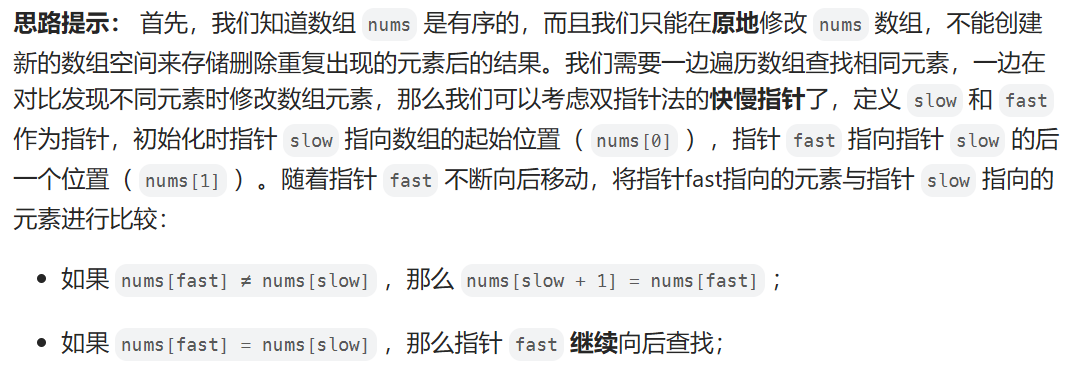 思路提示： 首先，我们知道数组 nums 是有序的，而且我们只能在原地修改 nums 数组，不能创建
新的数组空间来存储删除重复出现的元素后的结果。我们需要一边遍历数组查找相同元素，一边在
对比发现不同元素时修改数组元素，那么我们可以考虑双指针法的快慢指针了，定义 slow 和 fast
作为指针，初始化时指针 slow 指向数组的起始位置（ nums[0] ），指针 fast 指向指针 slow 的后
一个位置（ nums[1] ）。随着指针 fast 不断向后移动，将指针fast指向的元素与指针 slow 指向的
元素进行比较：
• 如果 nums[fast] ≠ nums[slow] ，那么 nums[slow + 1] = nums[fast] ；
• 如果 nums[fast] = nums[slow] ，那么指针 fast 继续向后查找；